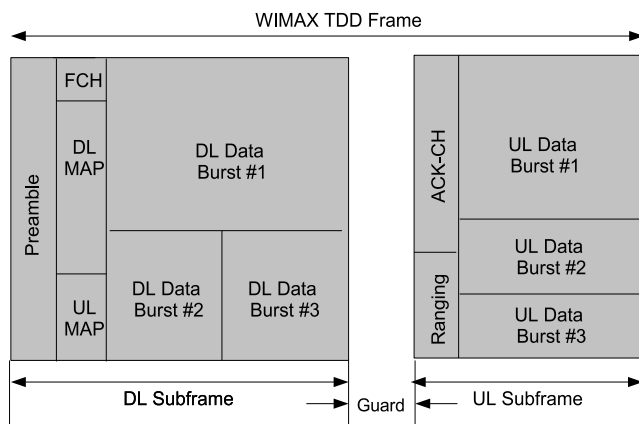 WIMAX TDD Frame
Preamble
FCH
DL
MAP
UL
MAP
DL Data
Burst #1
DL Data
Burst #2
DL Data
Burst #3
ACK-CH
Ranging
UL Data
Burst #1
UL Data
Burst #2
UL Data
Burst #3
DL Subframe
Guard
UL Subframe